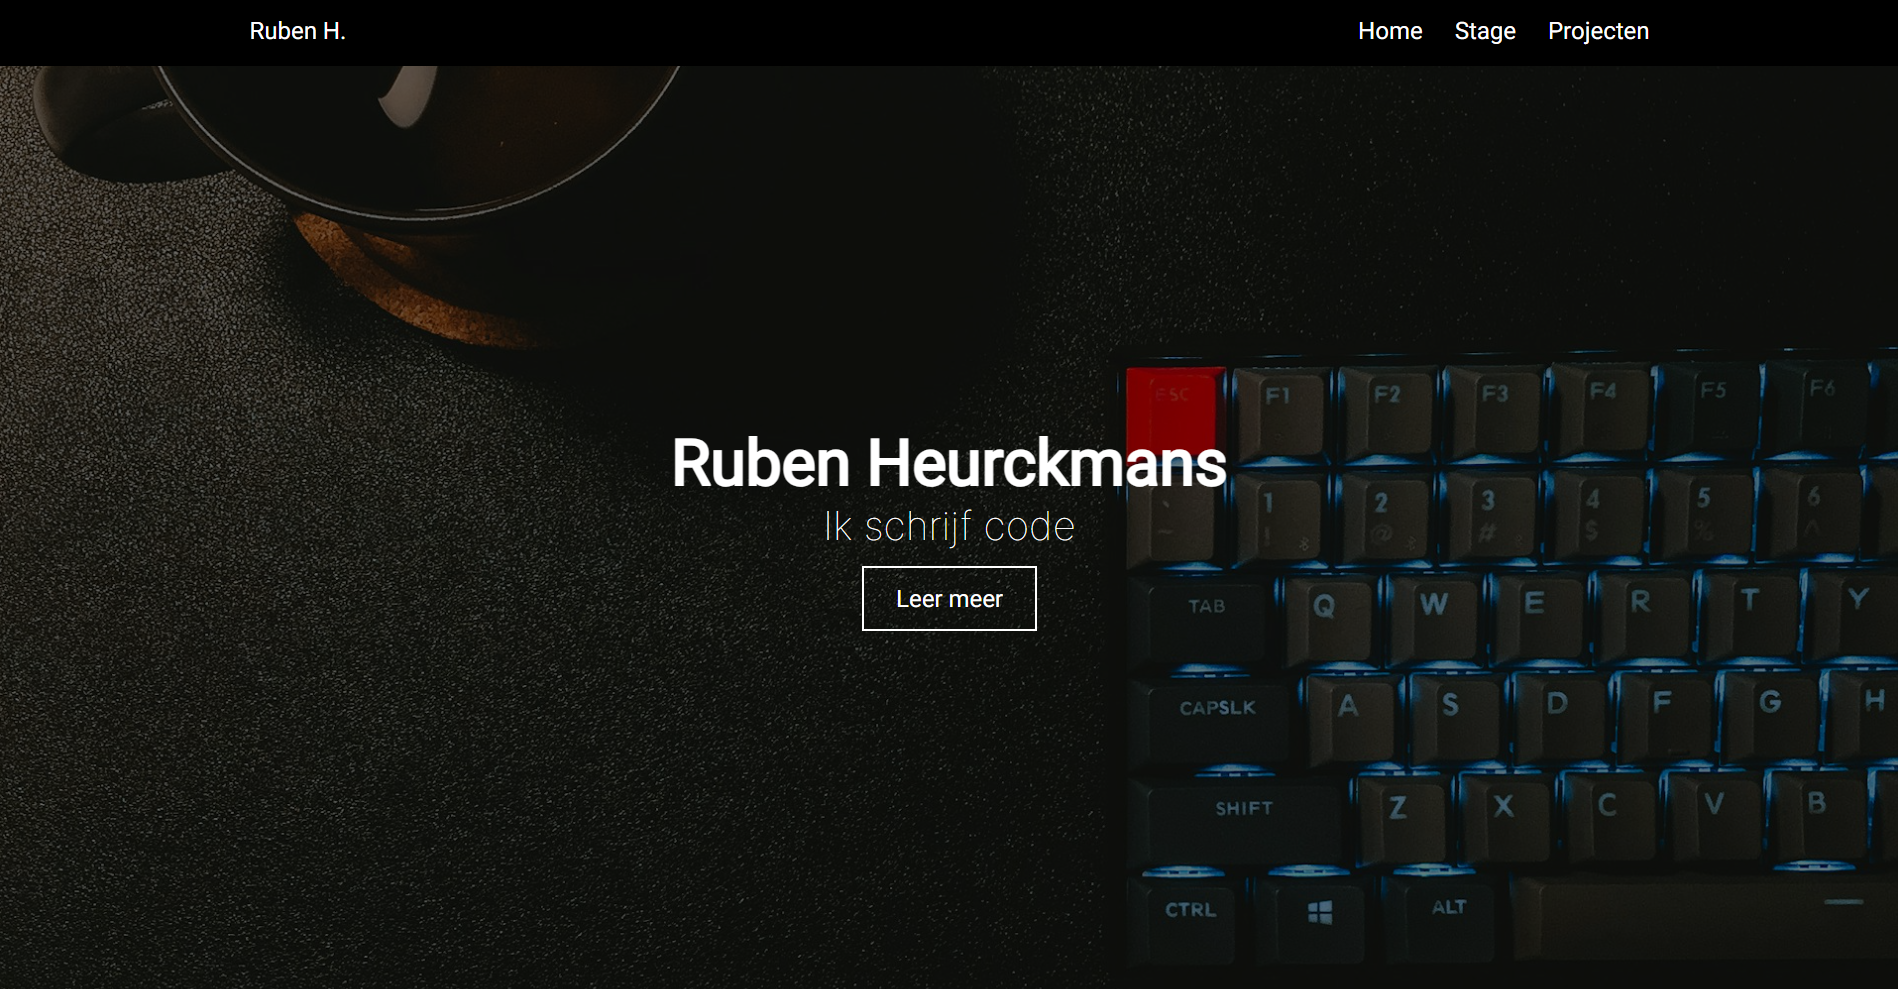 Ruben H. Home Stage Projecten
Ruben Heurckmans
Ik schrijf code
Leer meer
ESC F1 F2 F3 F4 F5 F6
` 1 2 3 4 5 6
~ ! @ # $ % ^
TAB Q W E R T Y
CAPSLK A S D F G H
SHIFT Z X C V B
CTRL ALT